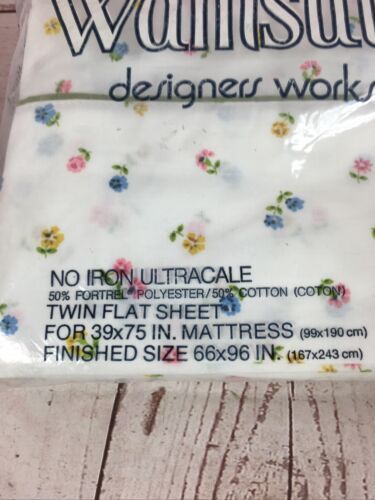 designers works
NO IRON ULTRACALE
50% FORTREL POLYESTER/50% COTTON (COTON)
TWIN FLAT SHEET
FOR 39x75 IN. MATTRESS (99x190 cm)
FINISHED SIZE 66x96 IN. (167x243 cm)